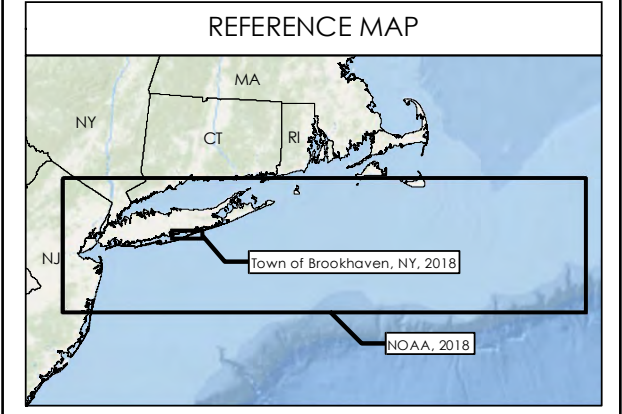 REFERENCE MAP
MA
NY
CT
RI
NJ
Town of Brookhaven, NY, 2018
NOAA, 2018